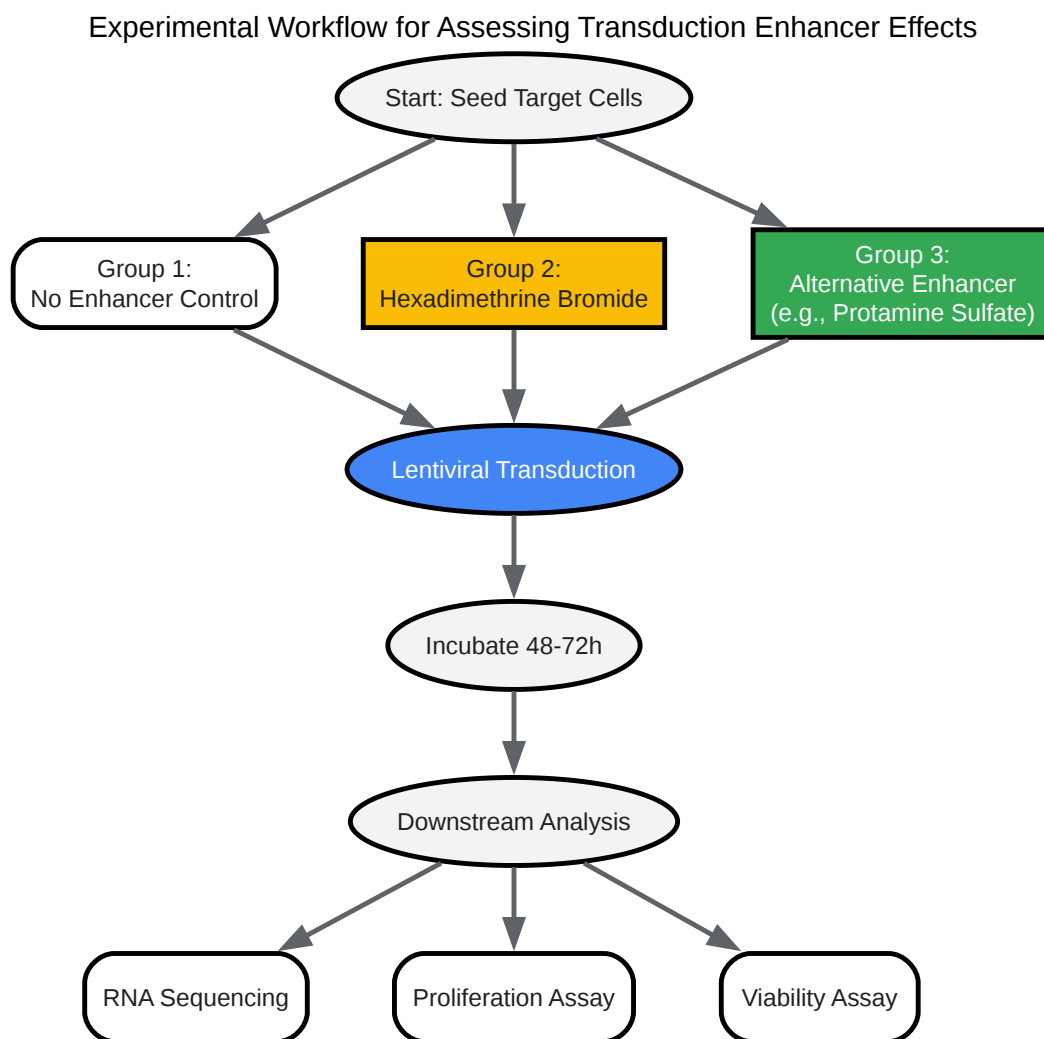 Experimental Workflow for Assessing Transduction Enhancer Effects
Start: Seed Target Cells
Group 1:
No Enhancer Control
Group 2:
Hexadimethrine Bromide
Group 3:
Alternative Enhancer
(e.g., Protamine Sulfate)
Lentiviral Transduction
Incubate 48-72h
Downstream Analysis
RNA Sequencing
Proliferation Assay
Viability Assay